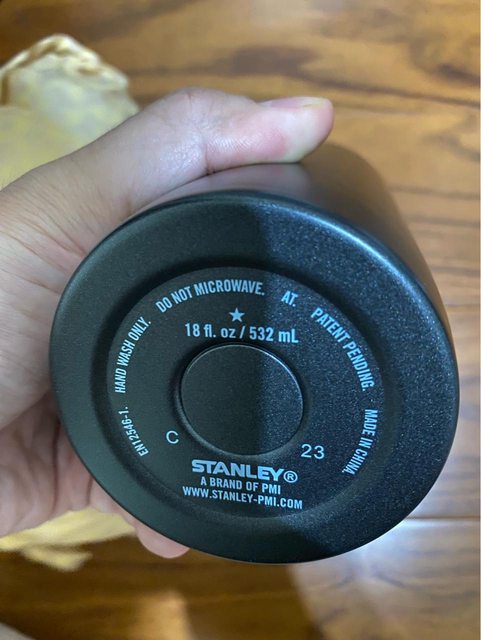 EN12546-1. HAND WASH ONLY. DO NOT MICROWAVE. AT. PATENT PENDING. MADE IN CHINA.
★
18 fl. oz / 532 mL
C 23
STANLEY®
A BRAND OF PMI
WWW.STANLEY-PMI.COM